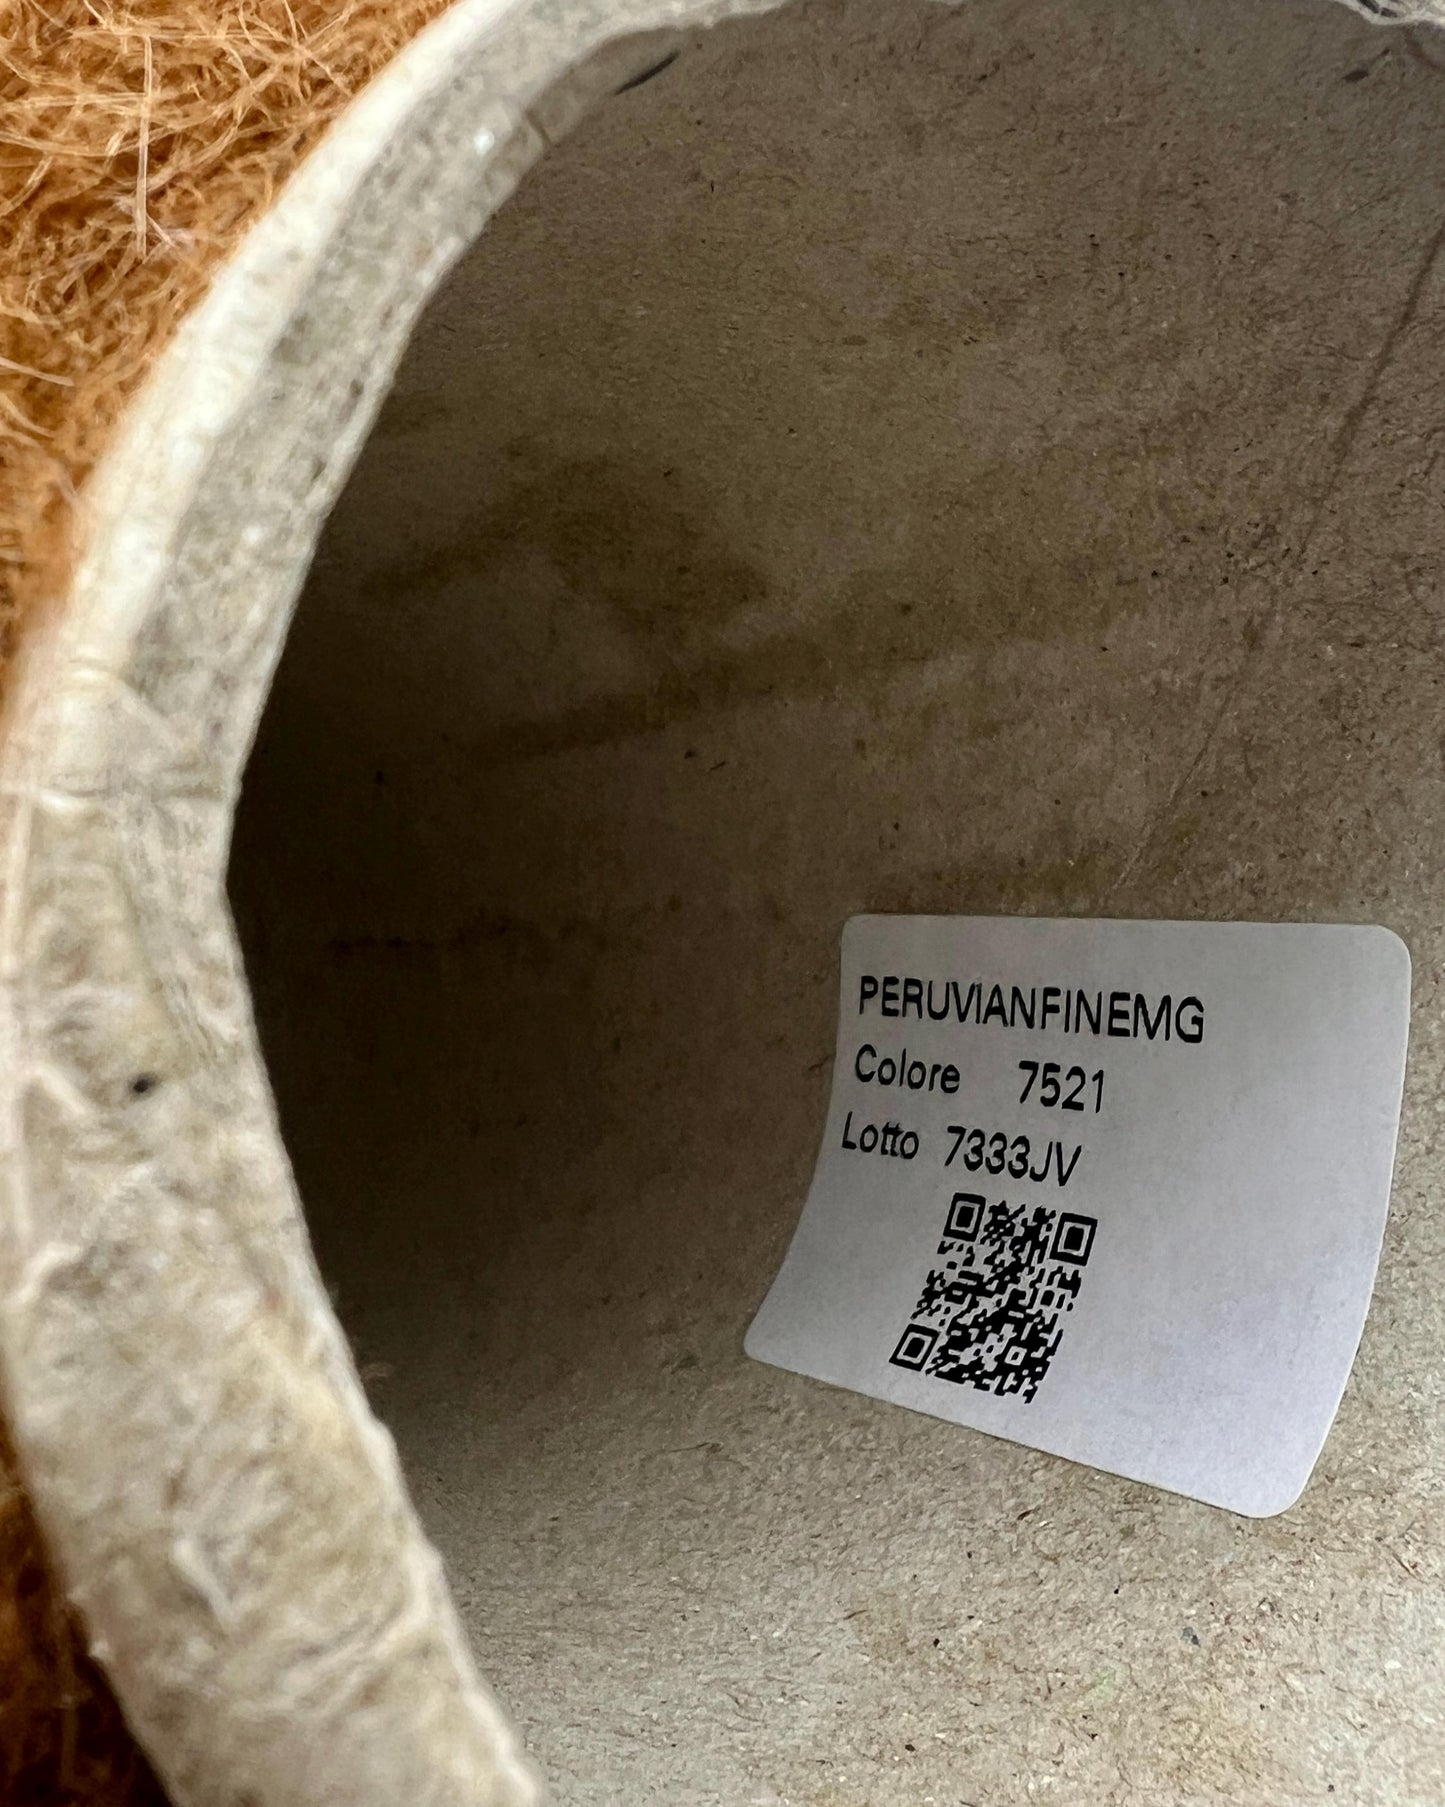 PERUVIANFINEMG
Colore 7521
Lotto 7333JV